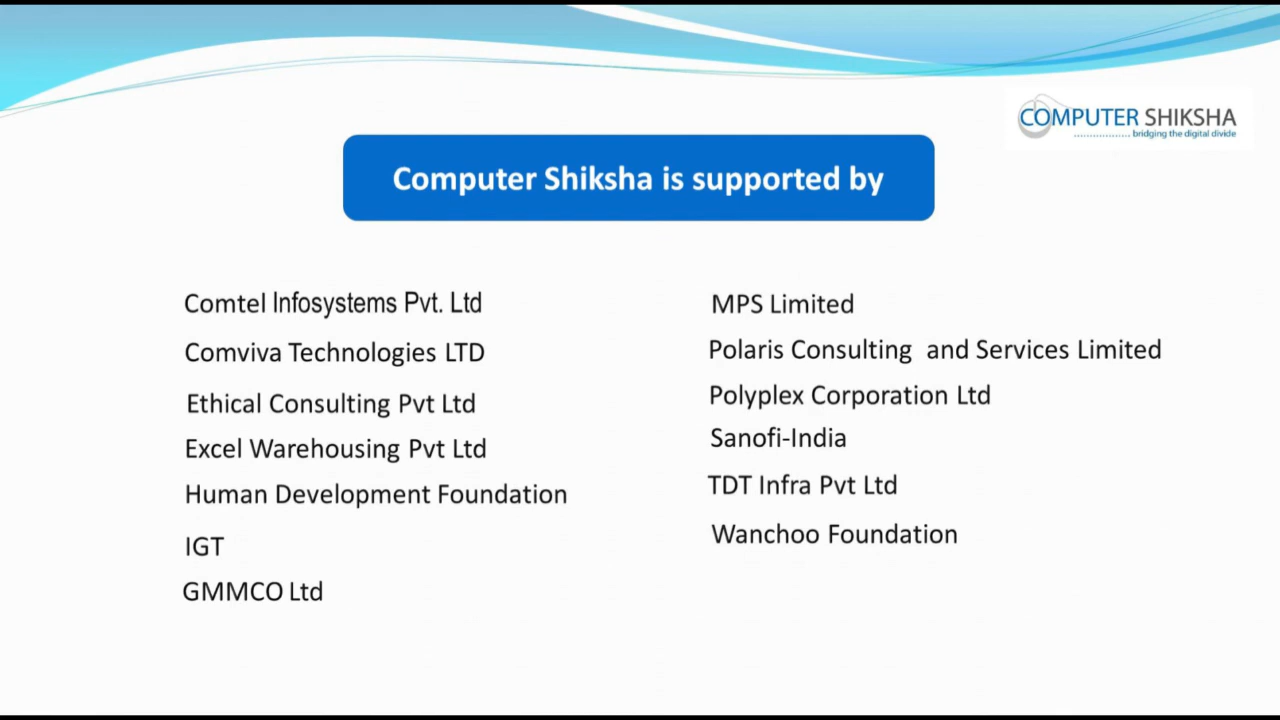 COMPUTER SHIKSHA
bridging the digital divide
Computer Shiksha is supported by
Comtel Infosystems Pvt. Ltd
Comviva Technologies LTD
Ethical Consulting Pvt Ltd
Excel Warehousing Pvt Ltd
Human Development Foundation
IGT
GMMCO Ltd
MPS Limited
Polaris Consulting and Services Limited
Polyplex Corporation Ltd
Sanofi-India
TDT Infra Pvt Ltd
Wanchoo Foundation